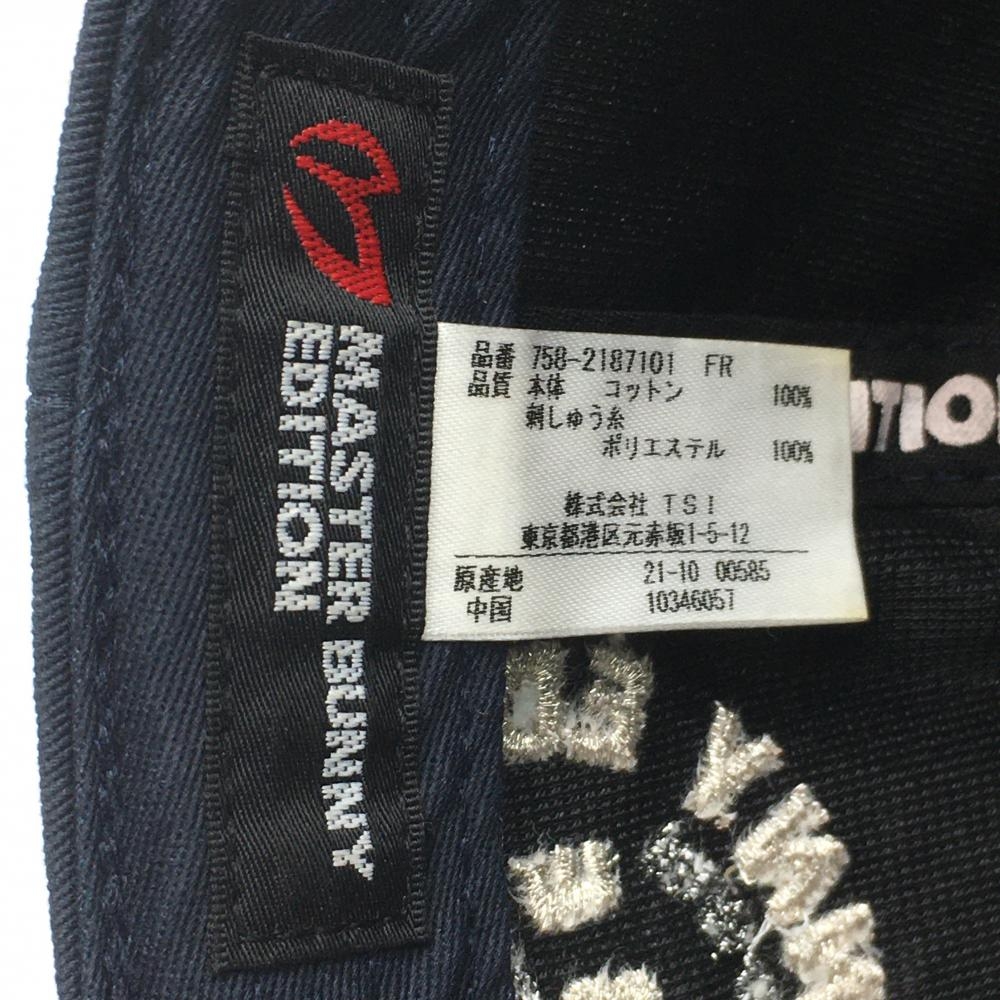 MASTER BUNNY
EDITION
品番 758-2187101 FR
品質 本体 コットン 100%
刺しゅう糸
ポリエステル 100%
株式会社 TSI
東京都港区元赤坂1-5-12
原産地 21-10 00585
中国 10346057
ITION